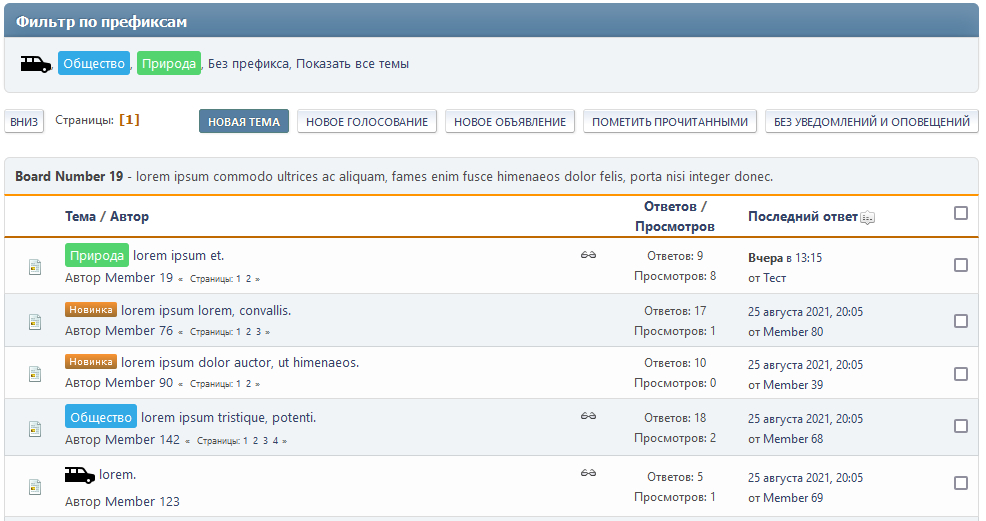 Фильтр по префиксам
, Общество, Природа, Без префикса, Показать все темы
ВНИЗ Страницы: [1] НОВАЯ ТЕМА НОВОЕ ГОЛОСОВАНИЕ НОВОЕ ОБЪЯВЛЕНИЕ ПОМЕТИТЬ ПРОЧИТАННЫМИ БЕЗ УВЕДОМЛЕНИЙ И ОПОВЕЩЕНИЙ
Board Number 19 - lorem ipsum commodo ultrices ac aliquam, fames enim fusce himenaeos dolor felis, porta nisi integer donec.
Тема / Автор
Ответов /
Просмотров
Последний ответ
Природа lorem ipsum et.
Автор Member 19 « Страницы: 1 2 »
Ответов: 9
Просмотров: 8
Вчера в 13:15
от Тест
Новинка lorem ipsum lorem, convallis.
Автор Member 76 « Страницы: 1 2 3 »
Ответов: 17
Просмотров: 1
25 августа 2021, 20:05
от Member 80
Новинка lorem ipsum dolor auctor, ut himenaeos.
Автор Member 90 « Страницы: 1 2 »
Ответов: 10
Просмотров: 0
25 августа 2021, 20:05
от Member 39
Общество lorem ipsum tristique, potenti.
Автор Member 142 « Страницы: 1 2 3 4 »
Ответов: 18
Просмотров: 2
25 августа 2021, 20:05
от Member 68
lorem.
Автор Member 123
Ответов: 5
Просмотров: 1
25 августа 2021, 20:05
от Member 69